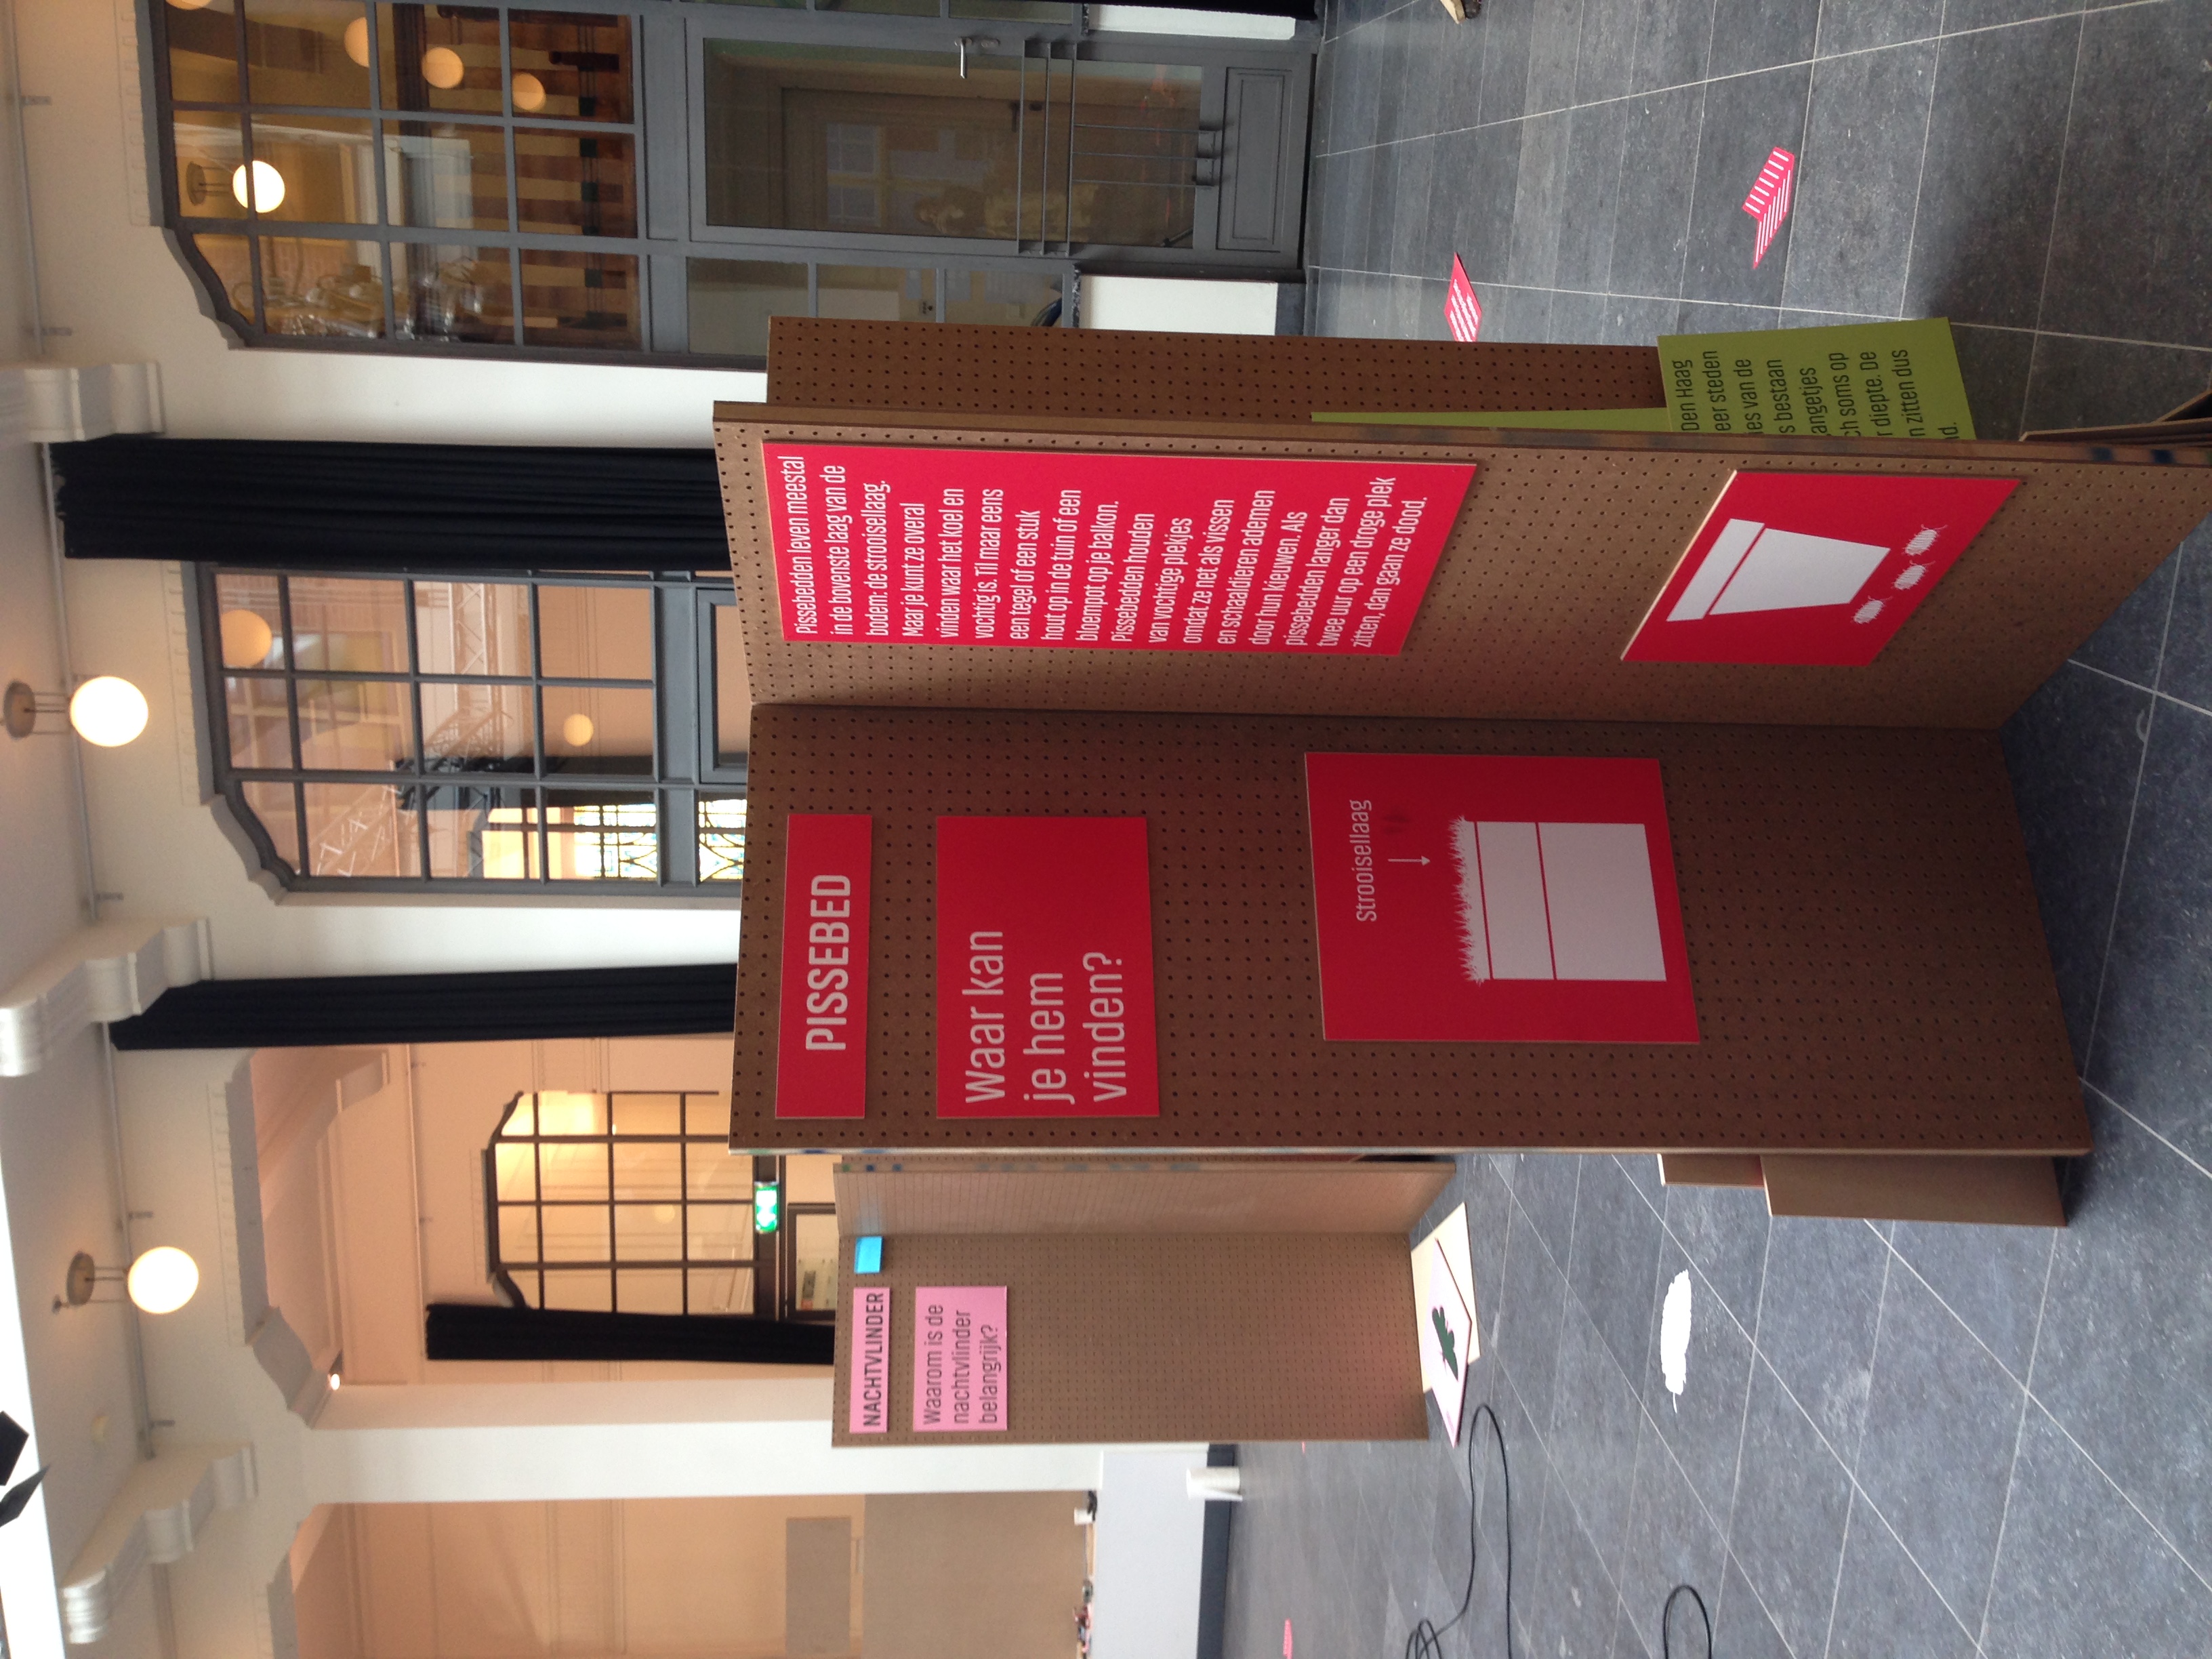 NACHTVLINDER
Waarom is de
nachtvlinder
belangrijk?
PISSEBED
Waar kan
je hem
vinden?
Strooisellaag
Pissebedden leven meestal
in de bovenste laag van de
bodem: de strooisellaag.
Maar je kunt ze overal
vinden waar het koel en
vochtig is. Til maar eens
een tegel of een stuk
hout op in de tuin of een
bloempot op je balkon.
Pissebedden houden
van vochtige plekjes
omdat ze net als vissen
en schaaldieren ademen
door hun kieuwen. Als
pissebedden langer dan
twee uur op een droge plek
zitten, dan gaan ze dood.
Den Haag
steden
van de
bestaan
soms op
diepte. De
zitten dus